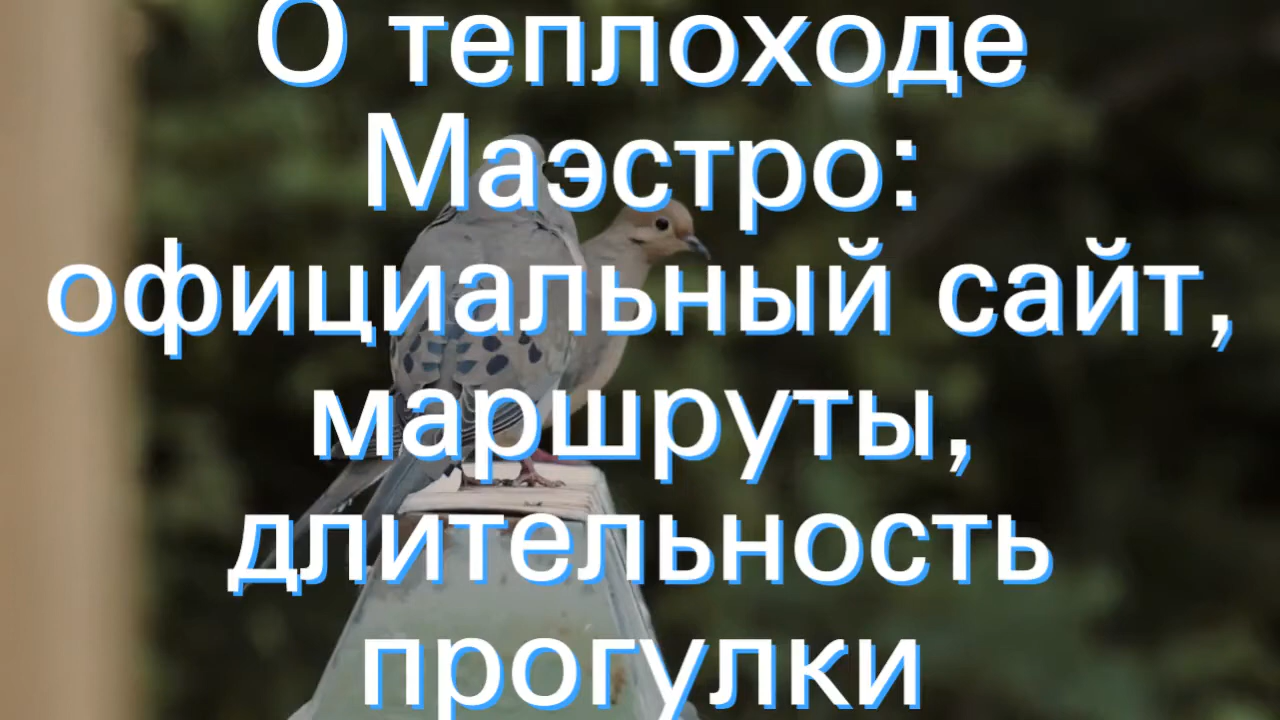 О теплоходе
Маэстро:
официальный сайт,
маршруты,
длительность
прогулки